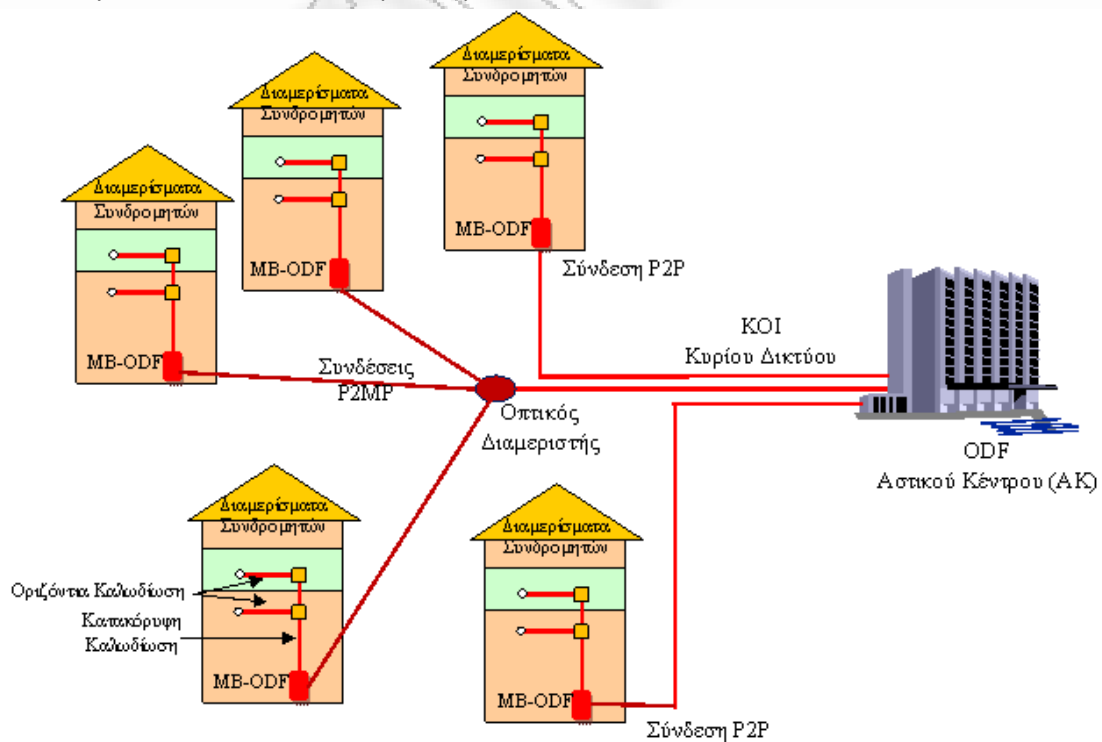 Διαμερίσματα
Συνδρομητών
MB-ODF
Σύνδεση P2P
Διαμερίσματα
Συνδρομητών
MB-ODF
Διαμερίσματα
Συνδρομητών
MB-ODF
Συνδέσεις
P2MP
ΚΟΙ
Κυρίου Δικτύου
Οπτικός
Διαμεριστής
ODF
Αστικού Κέντρου (ΑΚ)
Διαμερίσματα
Συνδρομητών
Οριζόντια Καλωδίωση
Κατακόρυφη
Καλωδίωση
MB-ODF
Διαμερίσματα
Συνδρομητών
MB-ODF
Σύνδεση P2P